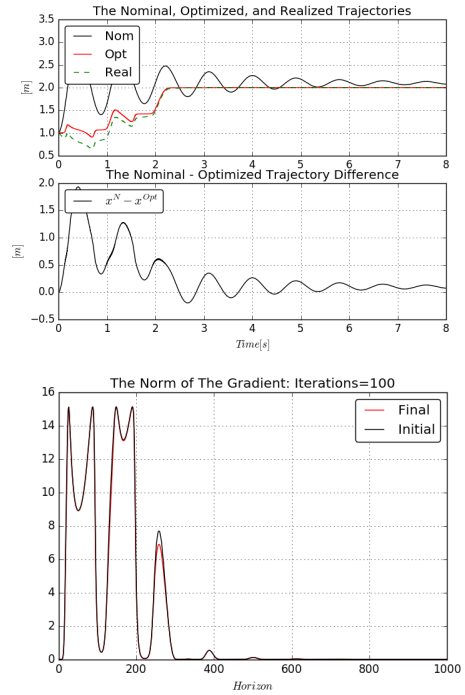 The Nominal, Optimized, and Realized Trajectories
3.5
3.0
2.5
2.0
1.5
1.0
0.5
[m]
Nom
Opt
Real
0 1 2 3 4 5 6 7 8
The Nominal - Optimized Trajectory Difference
2.0
1.5
1.0
0.5
0.0
−0.5
[m]
x^N − x^Opt
0 1 2 3 4 5 6 7 8
Time[s]
The Norm of The Gradient: Iterations=100
16
14
12
10
8
6
4
2
0
Final
Initial
0 200 400 600 800 1000
Horizon